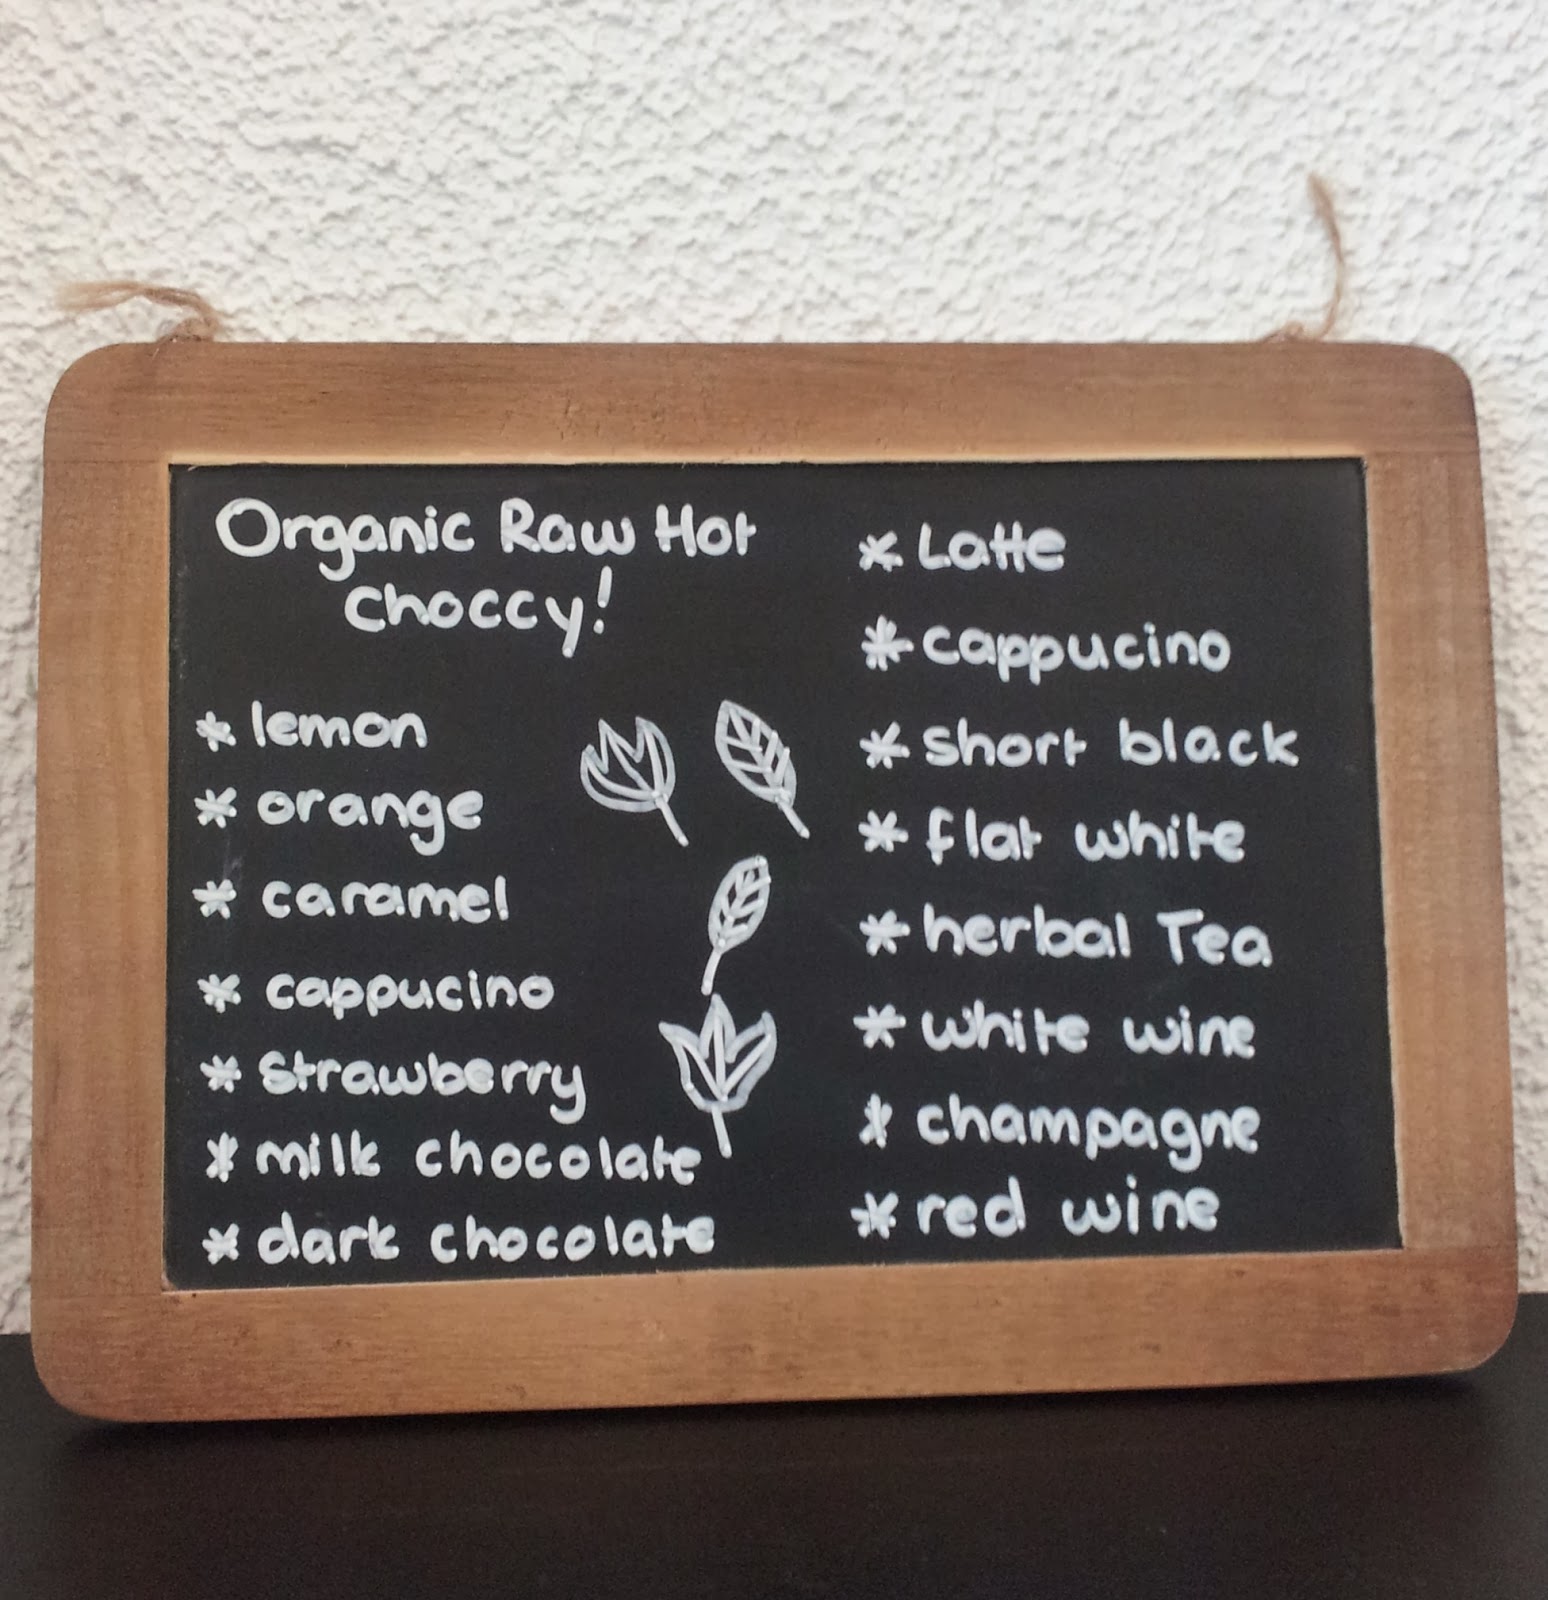 Organic Raw Hot
choccy!
* lemon
* orange
* caramel
* cappucino
* strawberry
* milk chocolate
* dark chocolate
* Latte
* cappucino
* short black
* flat white
* herbal Tea
* white wine
* champagne
* red wine